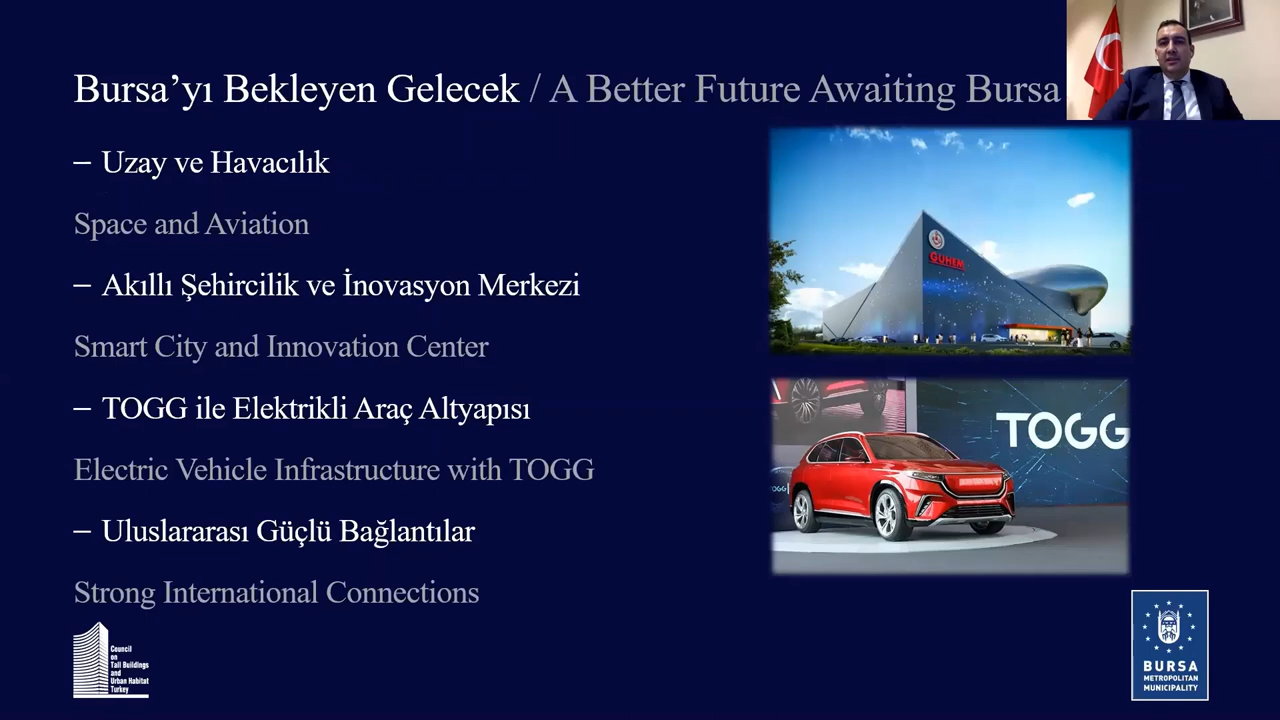 Bursa’yı Bekleyen Gelecek / A Better Future Awaiting Bursa
– Uzay ve Havacılık
Space and Aviation
– Akıllı Şehircilik ve İnovasyon Merkezi
Smart City and Innovation Center
– TOGG ile Elektrikli Araç Altyapısı
Electric Vehicle Infrastructure with TOGG
– Uluslararası Güçlü Bağlantılar
Strong International Connections
GUHEM
TOGG
TOGG
Council
on
Tall Buildings
and
Urban Habitat
Turkey
BURSA
METROPOLITAN
MUNICIPALITY